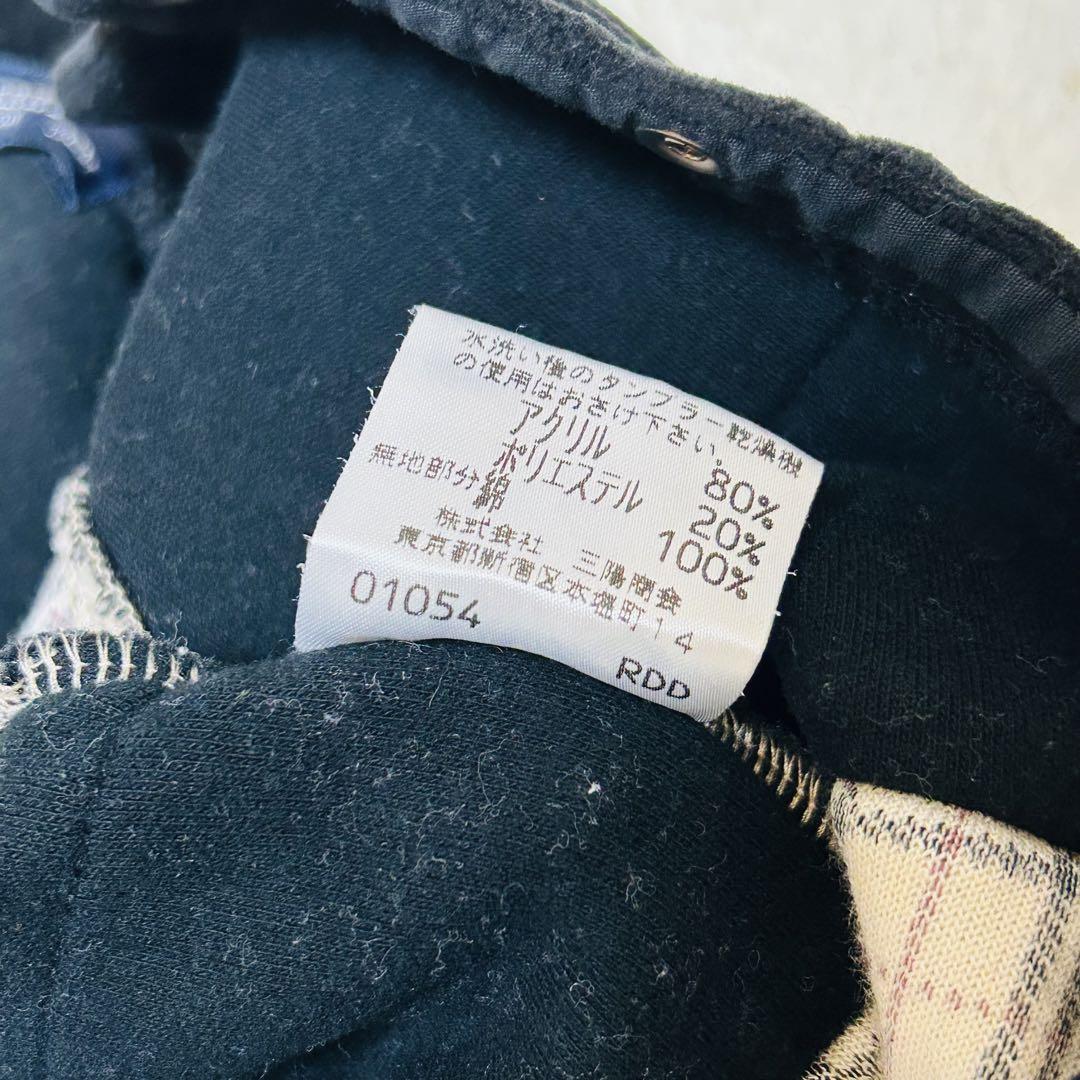 水洗い後のタンブラー乾燥機
の使用はおさけ下さい。
アクリル 80%
ポリエステル 20%
無地部分綿 100%
株式会社 三陽商会
東京都新宿区本塩町14
01054
RDD